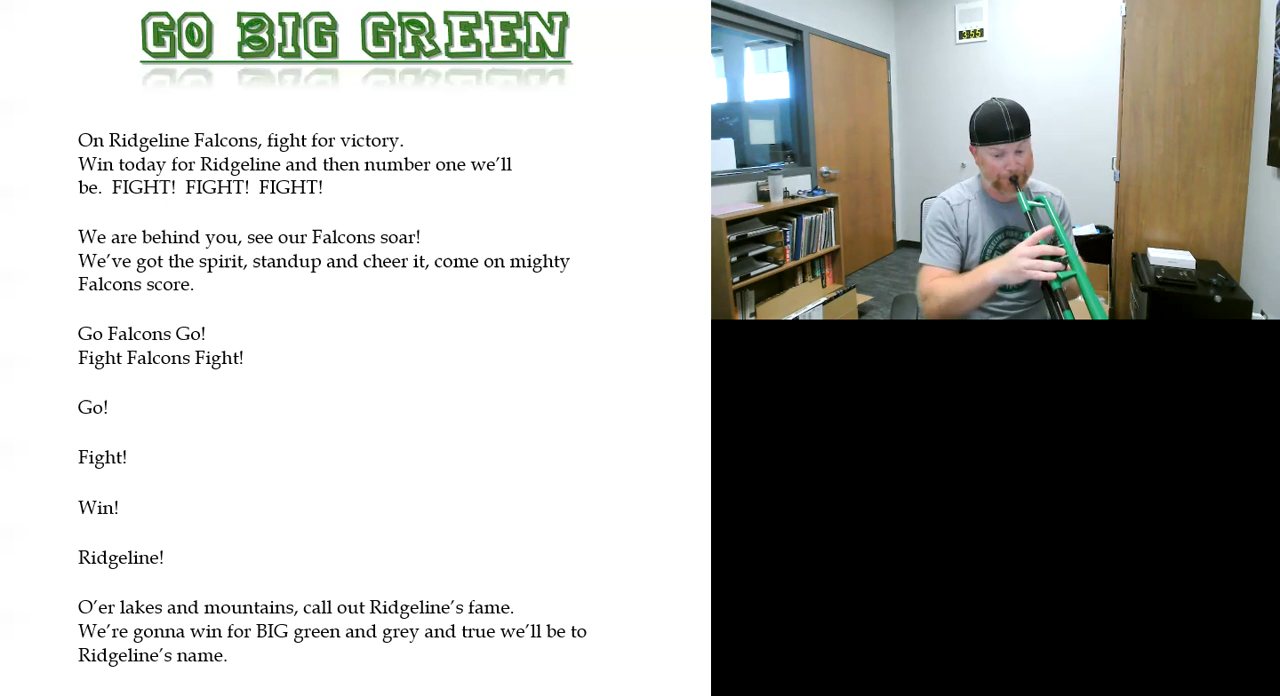 GO BIG GREEN
On Ridgeline Falcons, fight for victory.
Win today for Ridgeline and then number one we’ll
be.  FIGHT!  FIGHT!  FIGHT!
We are behind you, see our Falcons soar!
We’ve got the spirit, standup and cheer it, come on mighty
Falcons score.
Go Falcons Go!
Fight Falcons Fight!
Go!
Fight!
Win!
Ridgeline!
O’er lakes and mountains, call out Ridgeline’s fame.
We’re gonna win for BIG green and grey and true we’ll be to
Ridgeline’s name.
3:55